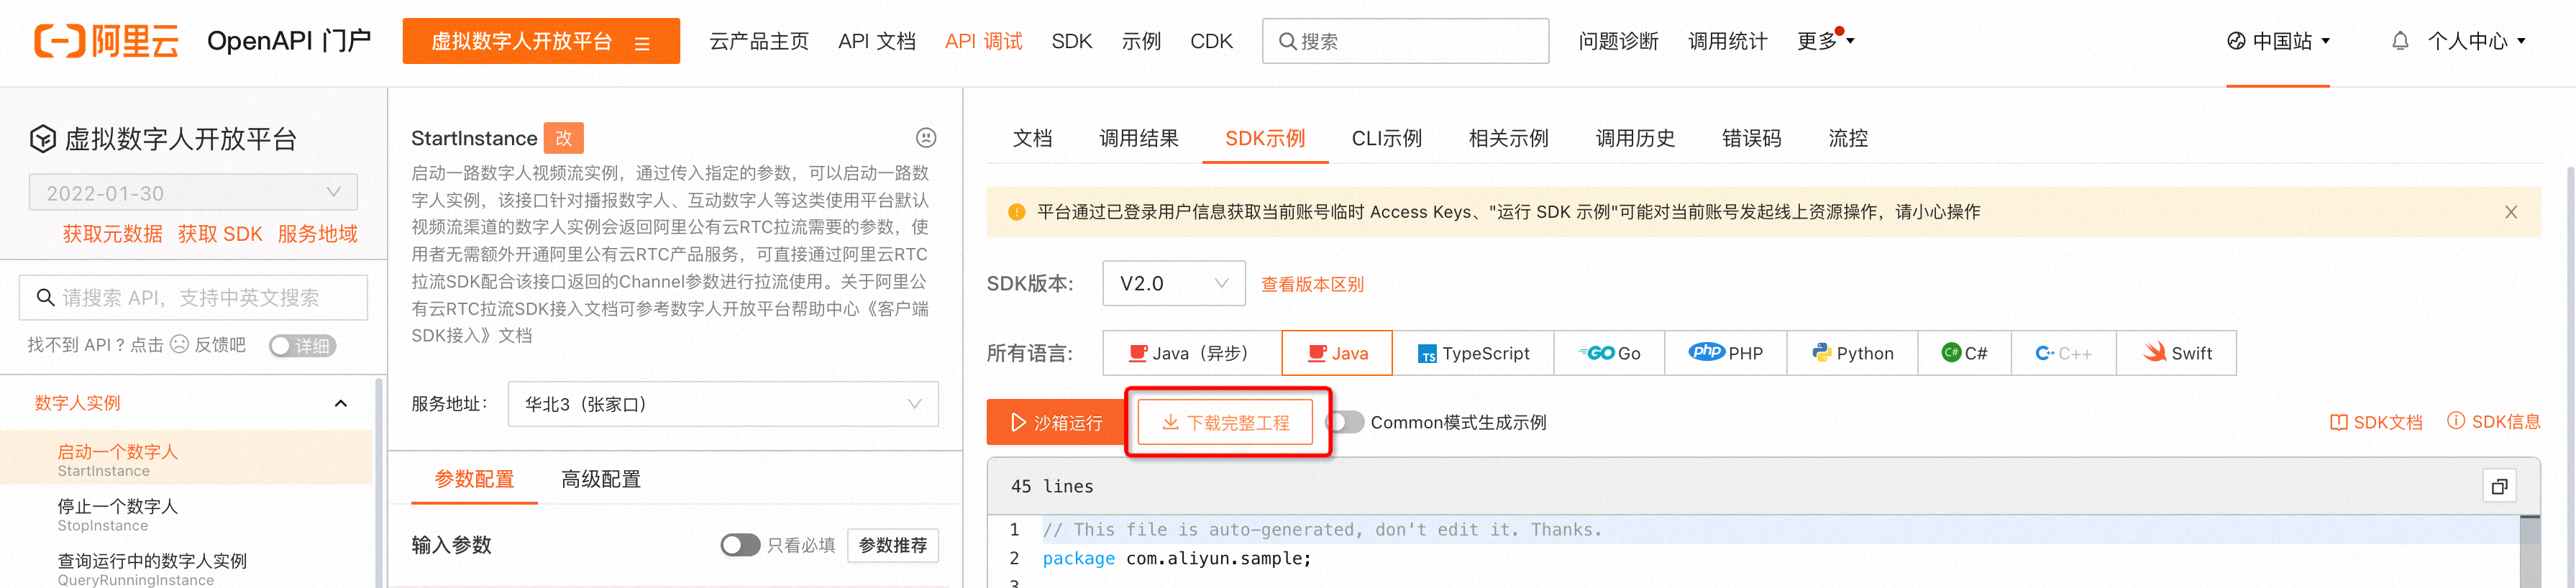 阿里云 OpenAPI 门户 虚拟数字人开放平台 云产品主页 API 文档 API 调试 SDK 示例 CDK 搜索 问题诊断 调用统计 更多 中国站 个人中心
虚拟数字人开放平台
2022-01-30
获取元数据 获取 SDK 服务地域
请搜索 API，支持中英文搜索
找不到 API？点击 反馈吧 详细
数字人实例
启动一个数字人
StartInstance
停止一个数字人
StopInstance
查询运行中的数字人实例
QueryRunningInstance
StartInstance 改
启动一路数字人视频流实例，通过传入指定的参数，可以启动一路数
字人实例，该接口针对播报数字人、互动数字人等这类使用平台默认
视频流渠道的数字人实例会返回阿里公有云RTC拉流需要的参数，使
用者无需额外开通阿里公有云RTC产品服务，可直接通过阿里云RTC
拉流SDK配合该接口返回的Channel参数进行拉流使用。关于阿里公
有云RTC拉流SDK接入文档可参考数字人开放平台帮助中心《客户端
SDK接入》文档
服务地址： 华北3（张家口）
参数配置 高级配置
输入参数 只看必填 参数推荐
文档 调用结果 SDK示例 CLI示例 相关示例 调用历史 错误码 流控
平台通过已登录用户信息获取当前账号临时 Access Keys、"运行 SDK 示例"可能对当前账号发起线上资源操作，请小心操作
SDK版本: V2.0 查看版本区别
所有语言: Java（异步） Java TS TypeScript GO Go php PHP Python C# C# C++ C++ Swift
沙箱运行 下载完整工程 Common模式生成示例 SDK文档 SDK信息
45 lines
1 // This file is auto-generated, don't edit it. Thanks.
2 package com.aliyun.sample;
3